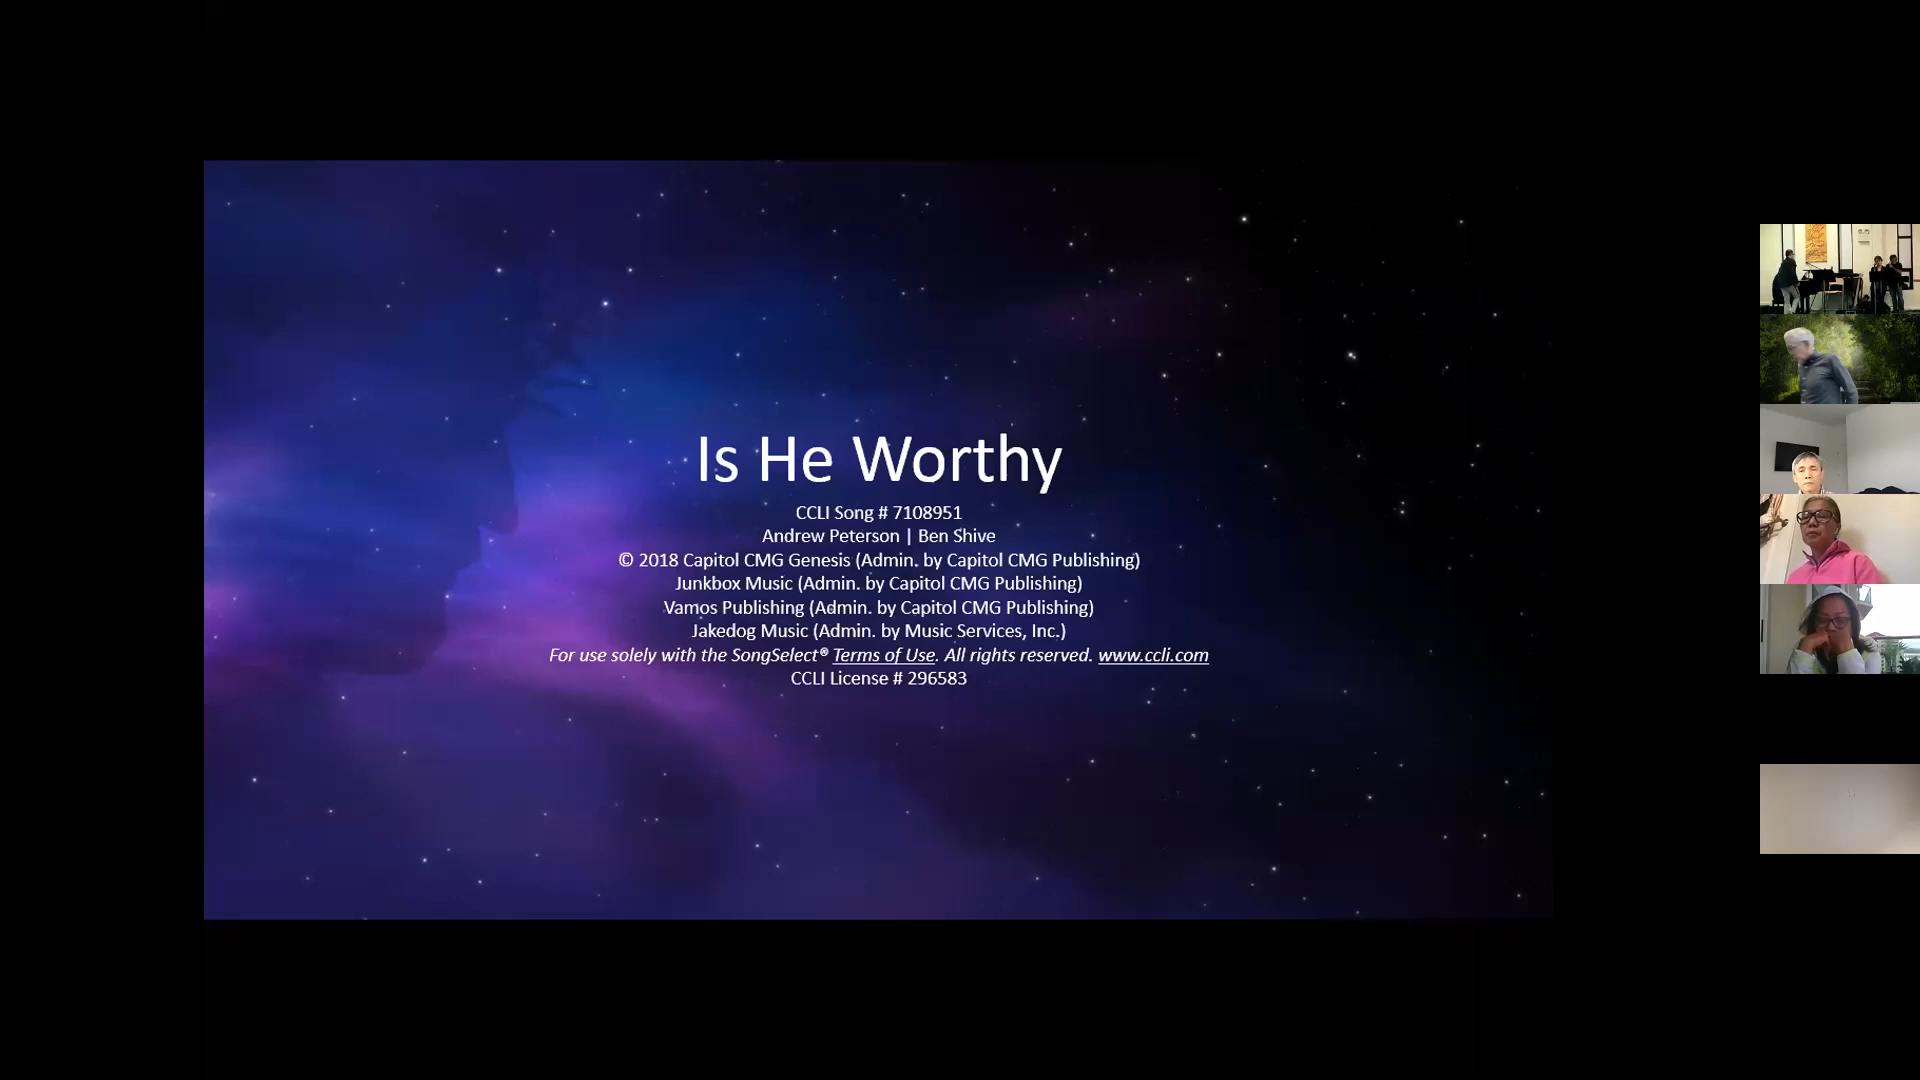 Is He Worthy
CCLI Song # 7108951
Andrew Peterson | Ben Shive
© 2018 Capitol CMG Genesis (Admin. by Capitol CMG Publishing)
Junkbox Music (Admin. by Capitol CMG Publishing)
Vamos Publishing (Admin. by Capitol CMG Publishing)
Jakedog Music (Admin. by Music Services, Inc.)
For use solely with the SongSelect® Terms of Use. All rights reserved. www.ccli.com
CCLI License # 296583